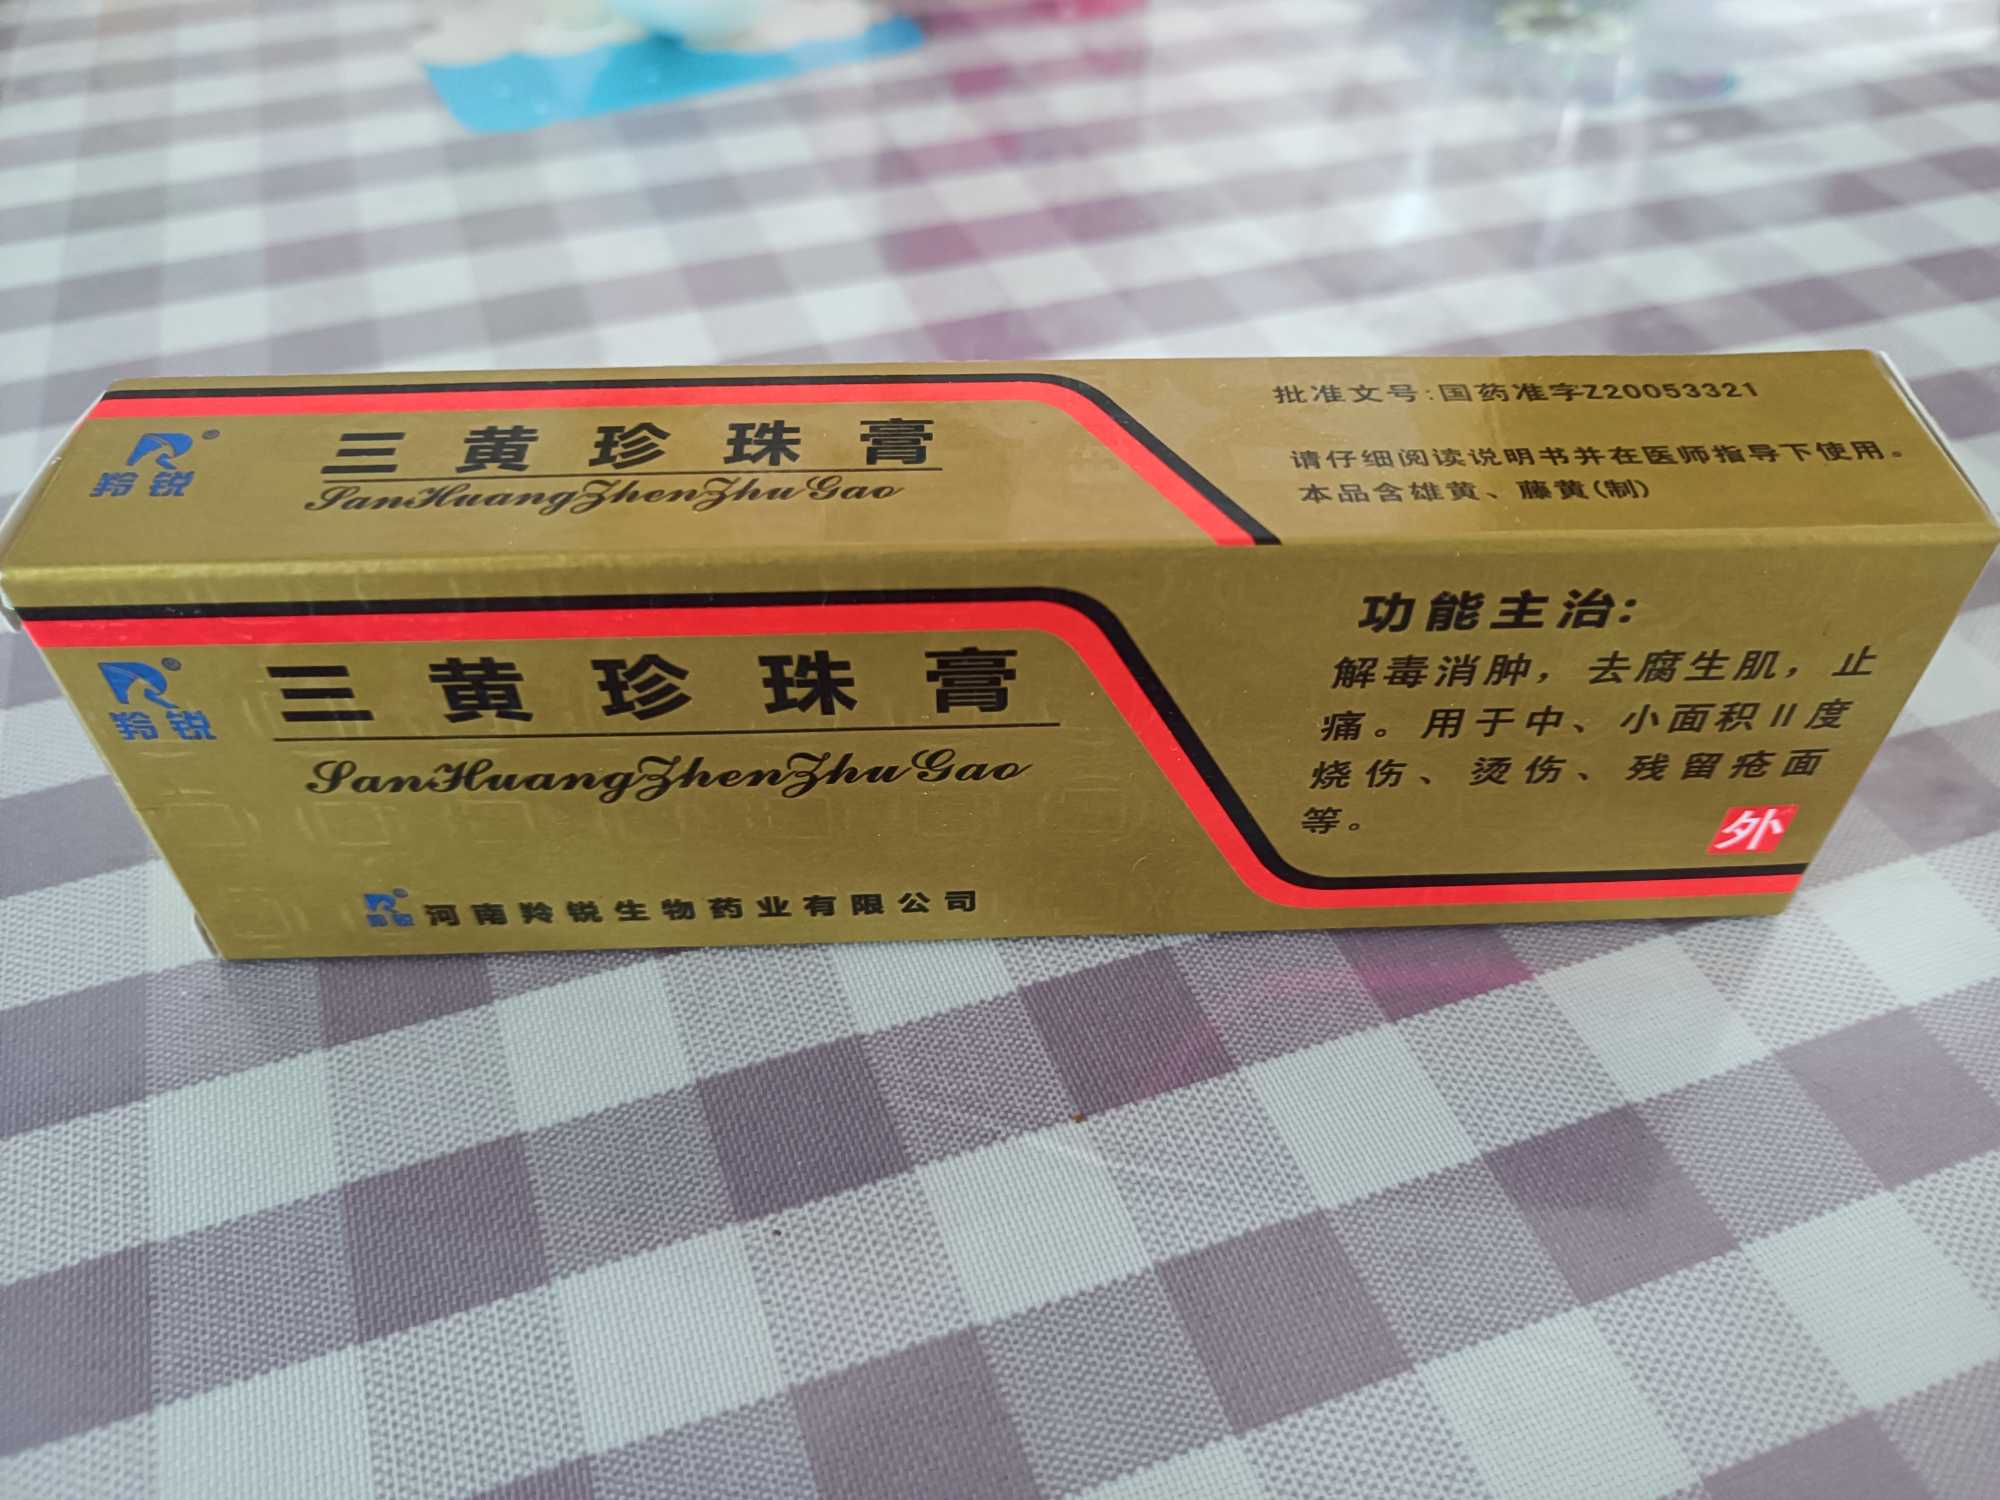 羚锐®
三黄珍珠膏
SanHuangZhenZhuGao
批准文号:国药准字Z20053321
请仔细阅读说明书并在医师指导下使用。
本品含雄黄、藤黄(制)
羚锐®
三黄珍珠膏
SanHuangZhenZhuGao
羚锐® 河南羚锐生物药业有限公司
功能主治:
解毒消肿，去腐生肌，止
痛。用于中、小面积II度
烧伤、烫伤、残留疮面
等。
外